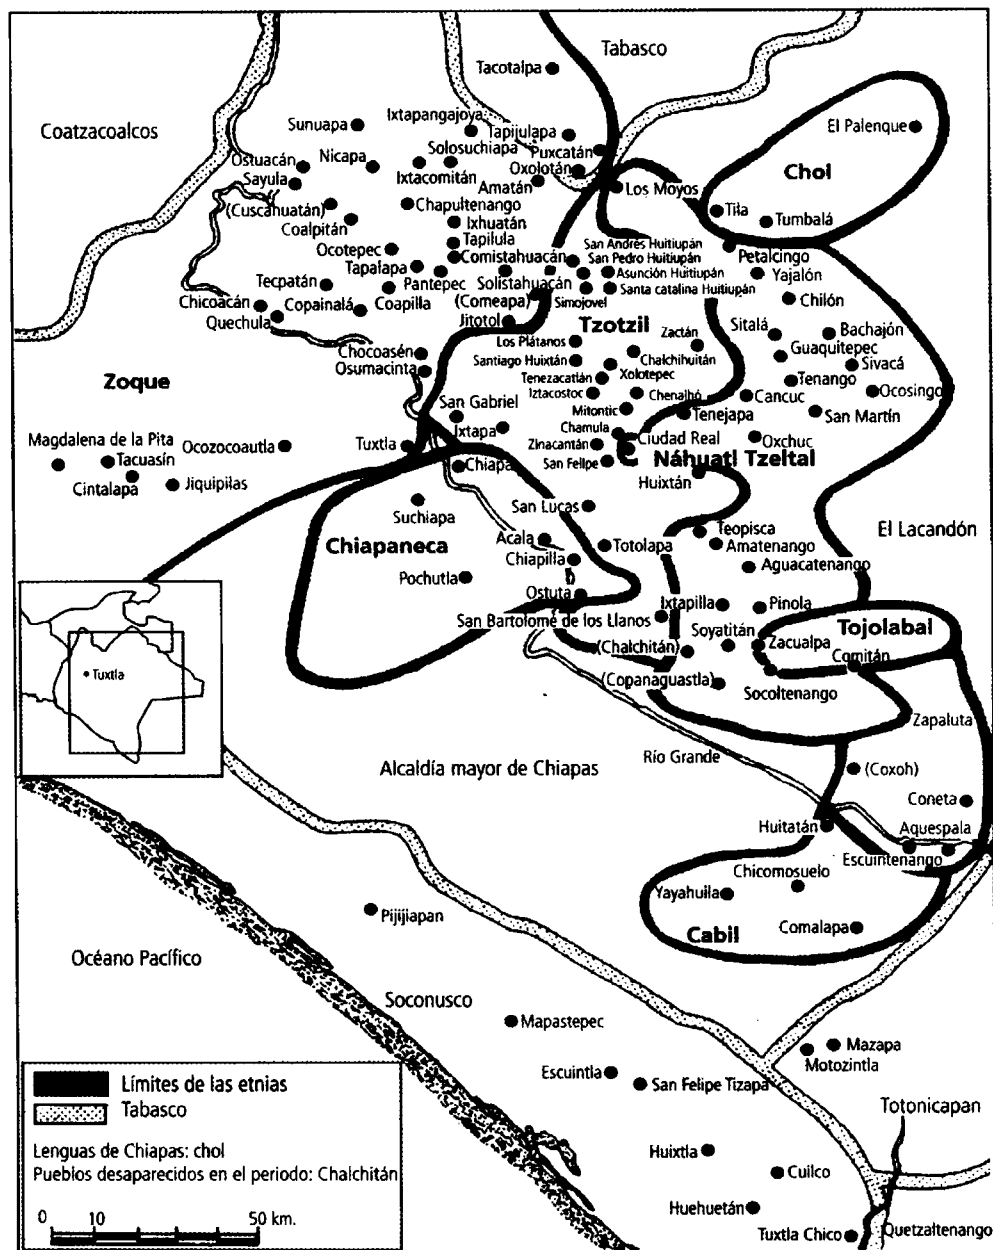 Tabasco
Tacotalpa
Coatzacoalcos
Ixtapangajoya
Sunuapa
Tapijulapa
El Palenque
Solosuchiapa
Puxcatán
Ostuacán
Nicapa
Oxolotán
Chol
Sayula
Ixtacomitán
Amatán
Los Moyos
(Cuscahuatán)
Chapultenango
Tila
Tumbalá
Coalpitán
Ixhuatán
Tapilula
San Andrés Huitiupán
Ocotepec
Comistahuacán
San Pedro Huitiupán
Petalcingo
Tapalapa
Asunción Huitiupán
Yajalón
Tecpatán
Pantepec
Solistahuacán
Santa catalina Huitiupán
Chicoacán
Copainalá
Coapilla
(Comeapa)
Simojovel
Chilón
Quechula
Jitotol
Tzotzil
Zactán
Sitalá
Bachajón
Los Plátanos
Chocoasén
Santiago Huixtán
Chalchihuitán
Guaquitepec
Osumacinta
Xolotepec
Sivacá
Zoque
Tenezacatlán
Tenango
Iztacostoc
Chenalhó
Cancuc
Ocosingo
San Gabriel
Mitontic
Tenejapa
San Martín
Ixtapa
Chamula
Magdalena de la Pita
Ocozocoautla
Tuxtla
Zinacantán
Ciudad Real
Oxchuc
Tacuasín
Chiapa
San Felipe
Náhuatl Tzeltal
Cintalapa
Jiquipilas
Huixtán
Suchiapa
San Lucas
Teopisca
El Lacandón
Chiapaneca
Acala
Totolapa
Amatenango
Chiapilla
Aguacatenango
Pochutla
Ostuta
Ixtapilla
Pinola
San Bartolomé de los Llanos
Soyatitán
Tojolabal
(Chalchitán)
Zacualpa
Comitán
Tuxtla
(Copanaguastla)
Socoltenango
Zapaluta
Río Grande
Alcaldía mayor de Chiapas
(Coxoh)
Coneta
Huitatán
Aquespala
Escuintenango
Chicomosuelo
Yayahuila
Pijijiapan
Comalapa
Cabil
Océano Pacífico
Soconusco
Mapastepec
Mazapa
Motozintla
Escuintla
San Felipe Tizapa
Totonicapan
Huixtla
Cuilco
Huehuetán
Tuxtla Chico
Quetzaltenango
Límites de las etnias
Tabasco
Lenguas de Chiapas: chol
Pueblos desaparecidos en el periodo: Chalchitán
0 10 50 km.